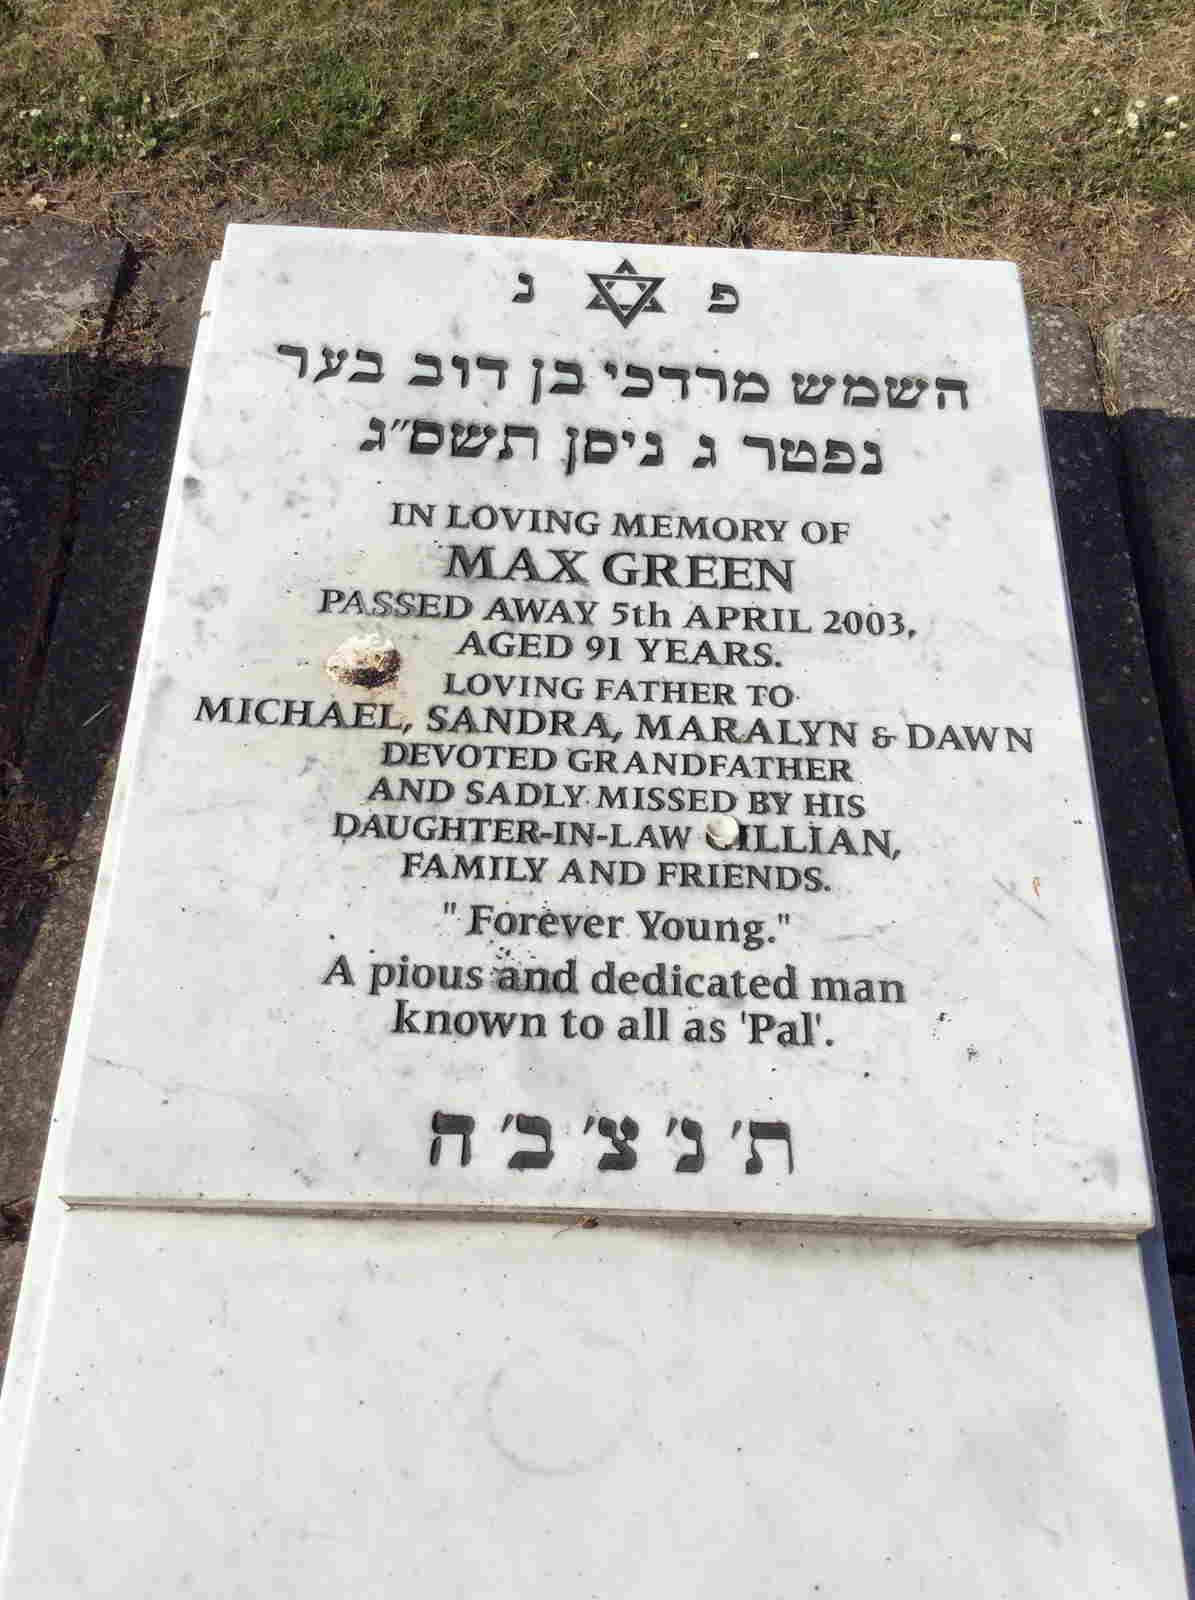 פ נ
השמש מרדכי בן דוב בער
נפטר ג ניסן תשס״ג
IN LOVING MEMORY OF
MAX GREEN
PASSED AWAY 5th APRIL 2003,
AGED 91 YEARS.
LOVING FATHER TO
MICHAEL, SANDRA, MARALYN & DAWN
DEVOTED GRANDFATHER
AND SADLY MISSED BY HIS
DAUGHTER-IN-LAW GILLIAN,
FAMILY AND FRIENDS.
" Forever Young."
A pious and dedicated man
known to all as 'Pal'.
ת׳ נ׳ צ׳ ב׳ ה